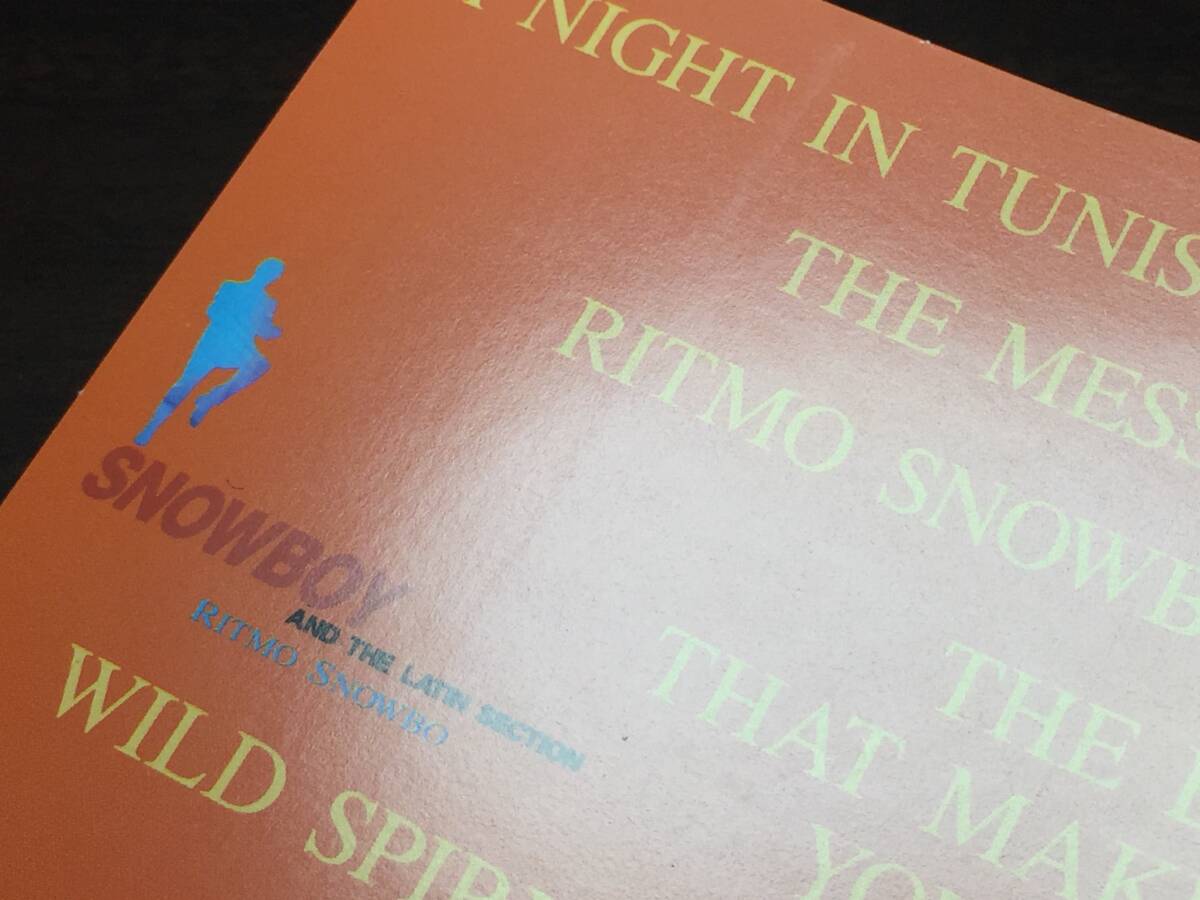 NIGHT IN TUNIS
THE MESS
RITMO SNOWB
SNOWBOY
AND THE LATIN SECTION
RITMO SNOWBO
THE
THAT MAK
WILD SPIR
YO